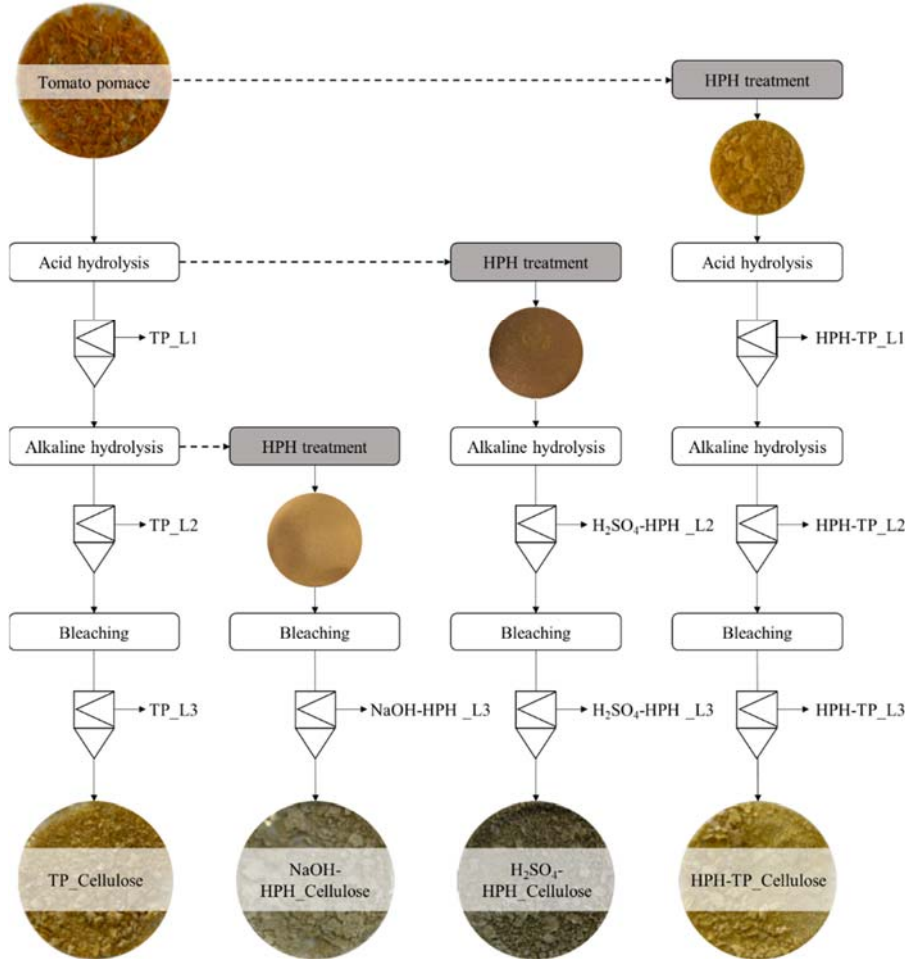 Tomato pomace
HPH treatment
Acid hydrolysis
HPH treatment
Acid hydrolysis
TP_L1
HPH-TP_L1
Alkaline hydrolysis
HPH treatment
Alkaline hydrolysis
Alkaline hydrolysis
TP_L2
H₂SO₄-HPH _L2
HPH-TP_L2
Bleaching
Bleaching
Bleaching
Bleaching
TP_L3
NaOH-HPH _L3
H₂SO₄-HPH _L3
HPH-TP_L3
TP_Cellulose
NaOH-
HPH_Cellulose
H₂SO₄-
HPH_Cellulose
HPH-TP_Cellulose